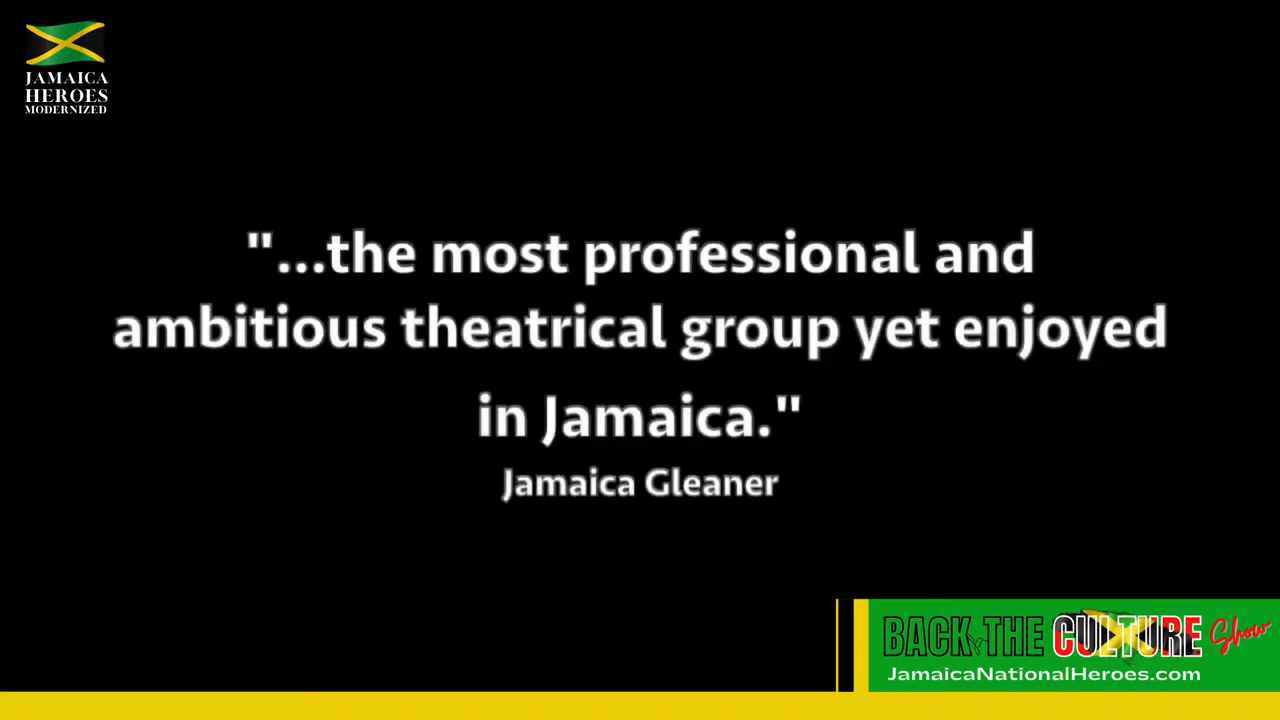 JAMAICA
HEROES
MODERNIZED
"...the most professional and
ambitious theatrical group yet enjoyed
in Jamaica."
Jamaica Gleaner
BACK THE CULTURE Show
JamaicaNationalHeroes.com